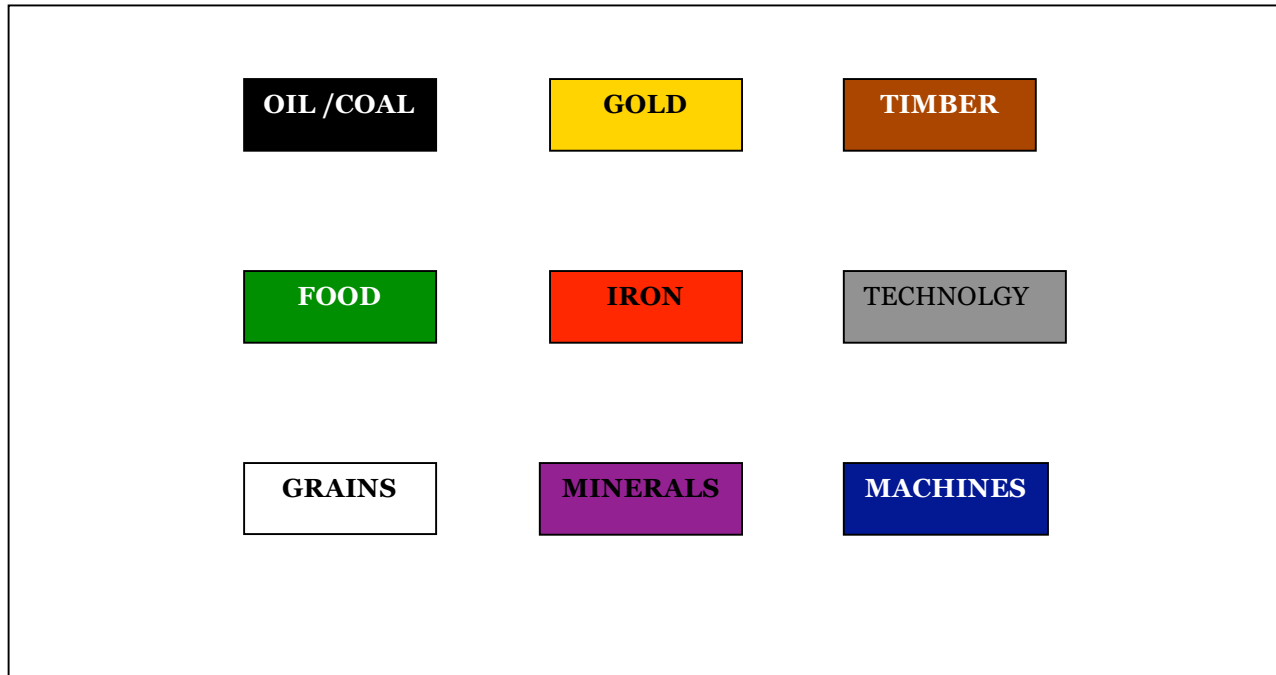 OIL /COAL
GOLD
TIMBER
FOOD
IRON
TECHNOLGY
GRAINS
MINERALS
MACHINES